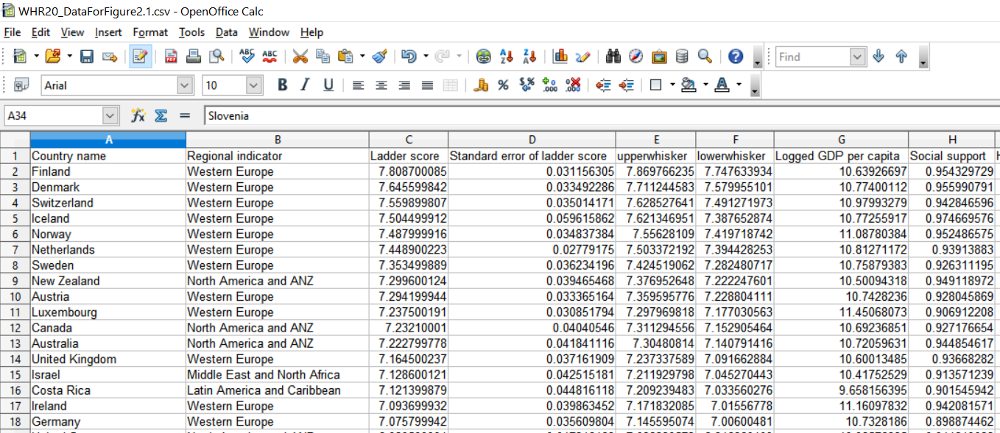 WHR20_DataForFigure2.1.csv - OpenOffice Calc
File Edit View Insert Format Tools Data Window Help
Find
Arial 10
A34 Slovenia
A B C D E F G H
1 Country name Regional indicator Ladder score Standard error of ladder score upperwhisker lowerwhisker Logged GDP per capita Social support
2 Finland Western Europe 7.808700085 0.031156305 7.869766235 7.747633934 10.63926697 0.954329729
3 Denmark Western Europe 7.645599842 0.033492286 7.711244583 7.579955101 10.77400112 0.955990791
4 Switzerland Western Europe 7.559899807 0.035014171 7.628527641 7.491271973 10.97993279 0.942846596
5 Iceland Western Europe 7.504499912 0.059615862 7.621346951 7.387652874 10.77255917 0.974669576
6 Norway Western Europe 7.487999916 0.034837384 7.55628109 7.419718742 11.08780384 0.952486575
7 Netherlands Western Europe 7.448900223 0.02779175 7.503372192 7.394428253 10.81271172 0.93913883
8 Sweden Western Europe 7.353499889 0.036234196 7.424519062 7.282480717 10.75879383 0.926311195
9 New Zealand North America and ANZ 7.299600124 0.039465468 7.376952648 7.222247601 10.50094318 0.949118972
10 Austria Western Europe 7.294199944 0.033365164 7.359595776 7.228804111 10.7428236 0.928045869
11 Luxembourg Western Europe 7.237500191 0.030851794 7.297969818 7.177030563 11.45068073 0.906912208
12 Canada North America and ANZ 7.23210001 0.04040546 7.311294556 7.152905464 10.69236851 0.927176654
13 Australia North America and ANZ 7.222799778 0.041841116 7.30480814 7.140791416 10.72059631 0.944854617
14 United Kingdom Western Europe 7.164500237 0.037161909 7.237337589 7.091662884 10.60013485 0.93668282
15 Israel Middle East and North Africa 7.128600121 0.042515181 7.211929798 7.045270443 10.41752529 0.913571239
16 Costa Rica Latin America and Caribbean 7.121399879 0.044816118 7.209239483 7.033560276 9.658156395 0.901545942
17 Ireland Western Europe 7.093699932 0.039863452 7.171832085 7.01556778 11.16097832 0.942081571
18 Germany Western Europe 7.075799942 0.035609804 7.145595074 7.00600481 10.7328186 0.898874462